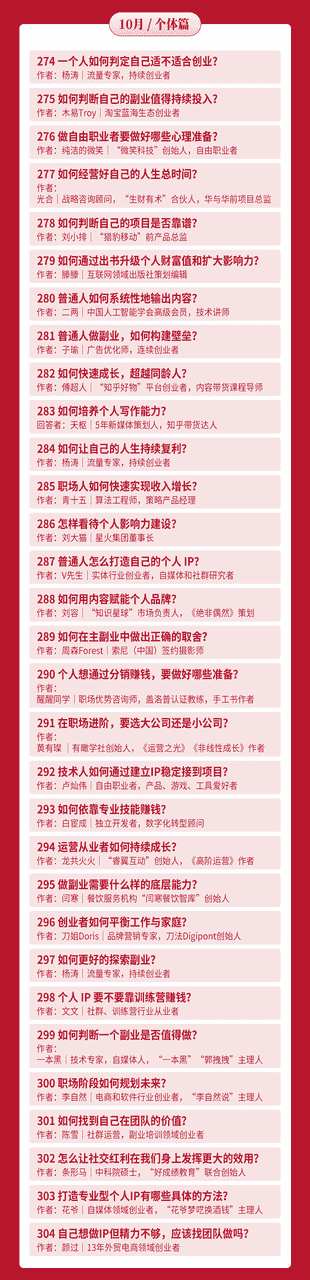 10月 / 个体篇
274 一个人如何判定自己适不适合创业?
作者：杨涛｜流量专家，持续创业者
275 如何判断自己的副业值得持续投入?
作者：木易Troy｜淘宝蓝海生态创业者
276 做自由职业者要做好哪些心理准备?
作者：纯洁的微笑｜“微笑科技”创始人，自由职业者
277 如何经营好自己的人生总时间?
作者：
光合｜战略咨询顾问，“生财有术”合伙人，华与华前项目总监
278 如何判断自己的项目是否靠谱?
作者：刘小排｜“猎豹移动”前产品总监
279 如何通过出书升级个人财富值和扩大影响力?
作者：滕滕｜互联网领域出版社策划编辑
280 普通人如何系统性地输出内容?
作者：二两｜中国人工智能学会高级会员，技术讲师
281 普通人做副业，如何构建壁垒?
作者：子瑜｜广告优化师，连续创业者
282 如何快速成长，超越同龄人?
作者：傅超人｜“知乎好物”平台创业者，内容带货课程导师
283 如何培养个人写作能力?
回答者：天枢｜5年新媒体策划人，知乎带货达人
284 如何让自己的人生持续复利?
作者：杨涛｜流量专家，持续创业者
285 职场人如何快速实现收入增长?
作者：青十五｜算法工程师，策略产品经理
286 怎样看待个人影响力建设?
作者：刘大猫｜星火集团董事长
287 普通人怎么打造自己的个人 IP?
作者：V先生｜实体行业创业者，自媒体和社群研究者
288 如何用内容赋能个人品牌?
作者：刘容｜“知识星球”市场负责人，《绝非偶然》策划
289 如何在主副业中做出正确的取舍?
作者：周森Forest｜索尼（中国）签约摄影师
290 个人想通过分销赚钱，要做好哪些准备?
作者：
醒醒同学｜职场优势咨询师，盖洛普认证教练，手工书作者
291 在职场进阶，要选大公司还是小公司?
作者：
黄有璨｜有瞰学社创始人，《运营之光》《非线性成长》作者
292 技术人如何通过建立IP稳定接到项目?
作者：卢灿伟｜自由职业者，产品、游戏、工具爱好者
293 如何依靠专业技能赚钱?
作者：白宦成｜独立开发者，数字化转型顾问
294 运营从业者如何持续成长?
作者：龙共火火｜“睿翼互动”创始人，《高阶运营》作者
295 做副业需要什么样的底层能力?
作者：闫寒｜餐饮服务机构“闫寒餐饮智库”创始人
296 创业者如何平衡工作与家庭?
作者：刀姐Doris｜品牌营销专家，刀法Digipont创始人
297 如何更好的探索副业?
作者：杨涛｜流量专家，持续创业者
298 个人 IP 要不要靠训练营赚钱?
作者：文文｜社群、训练营行业从业者
299 如何判断一个副业是否值得做?
作者：
一本黑｜技术专家，自媒体人，“一本黑”“郭拽拽”主理人
300 职场阶段如何规划未来?
作者：李自然｜电商和软件行业创业者，“李自然说”主理人
301 如何找到自己在团队的价值?
作者：陈雪｜社群运营，副业培训领域创业者
302 怎么让社交红利在我们身上发挥更大的效用?
作者：条形马｜中科院硕士，“好成绩教育”联合创始人
303 打造专业型个人IP有哪些具体的方法?
作者：花爷｜自媒体领域创业者，“花爷梦呓换酒钱”主理人
304 自己想做IP但精力不够，应该找团队做吗?
作者：颜过｜13年外贸电商领域创业者